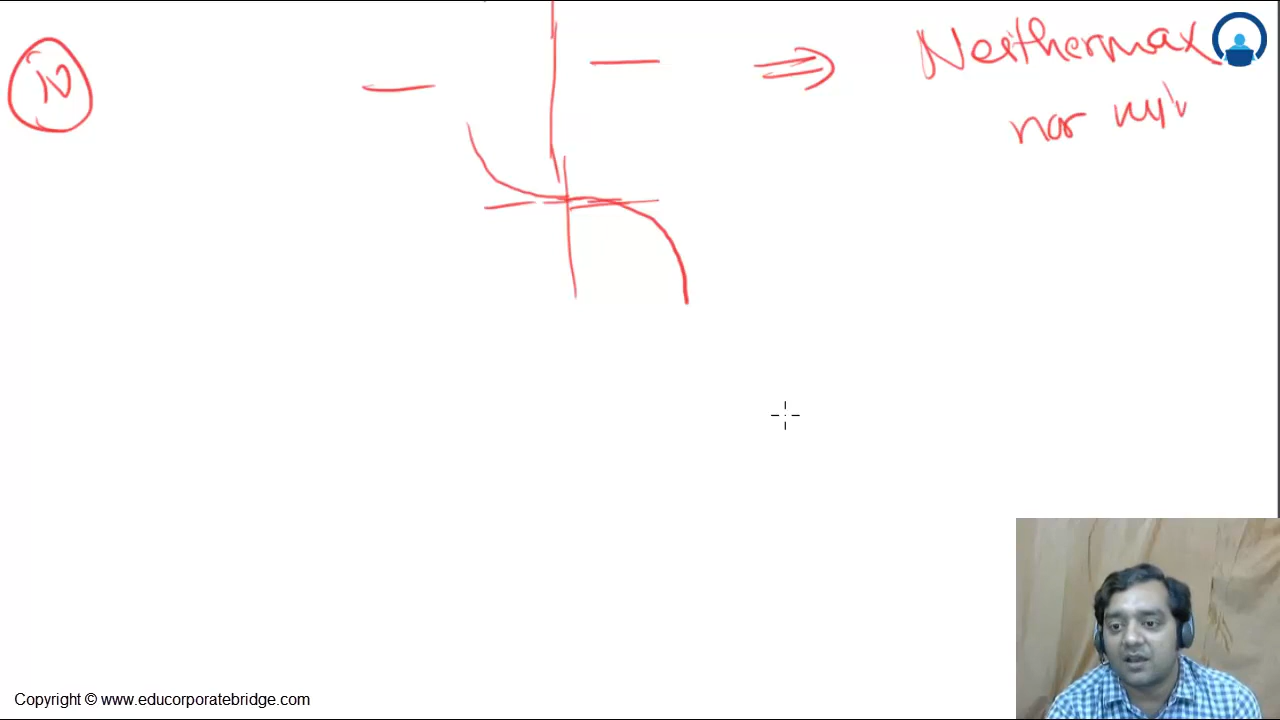 iv
— — ⇒ Neither max
nor min
Copyright © www.educorporatebridge.com